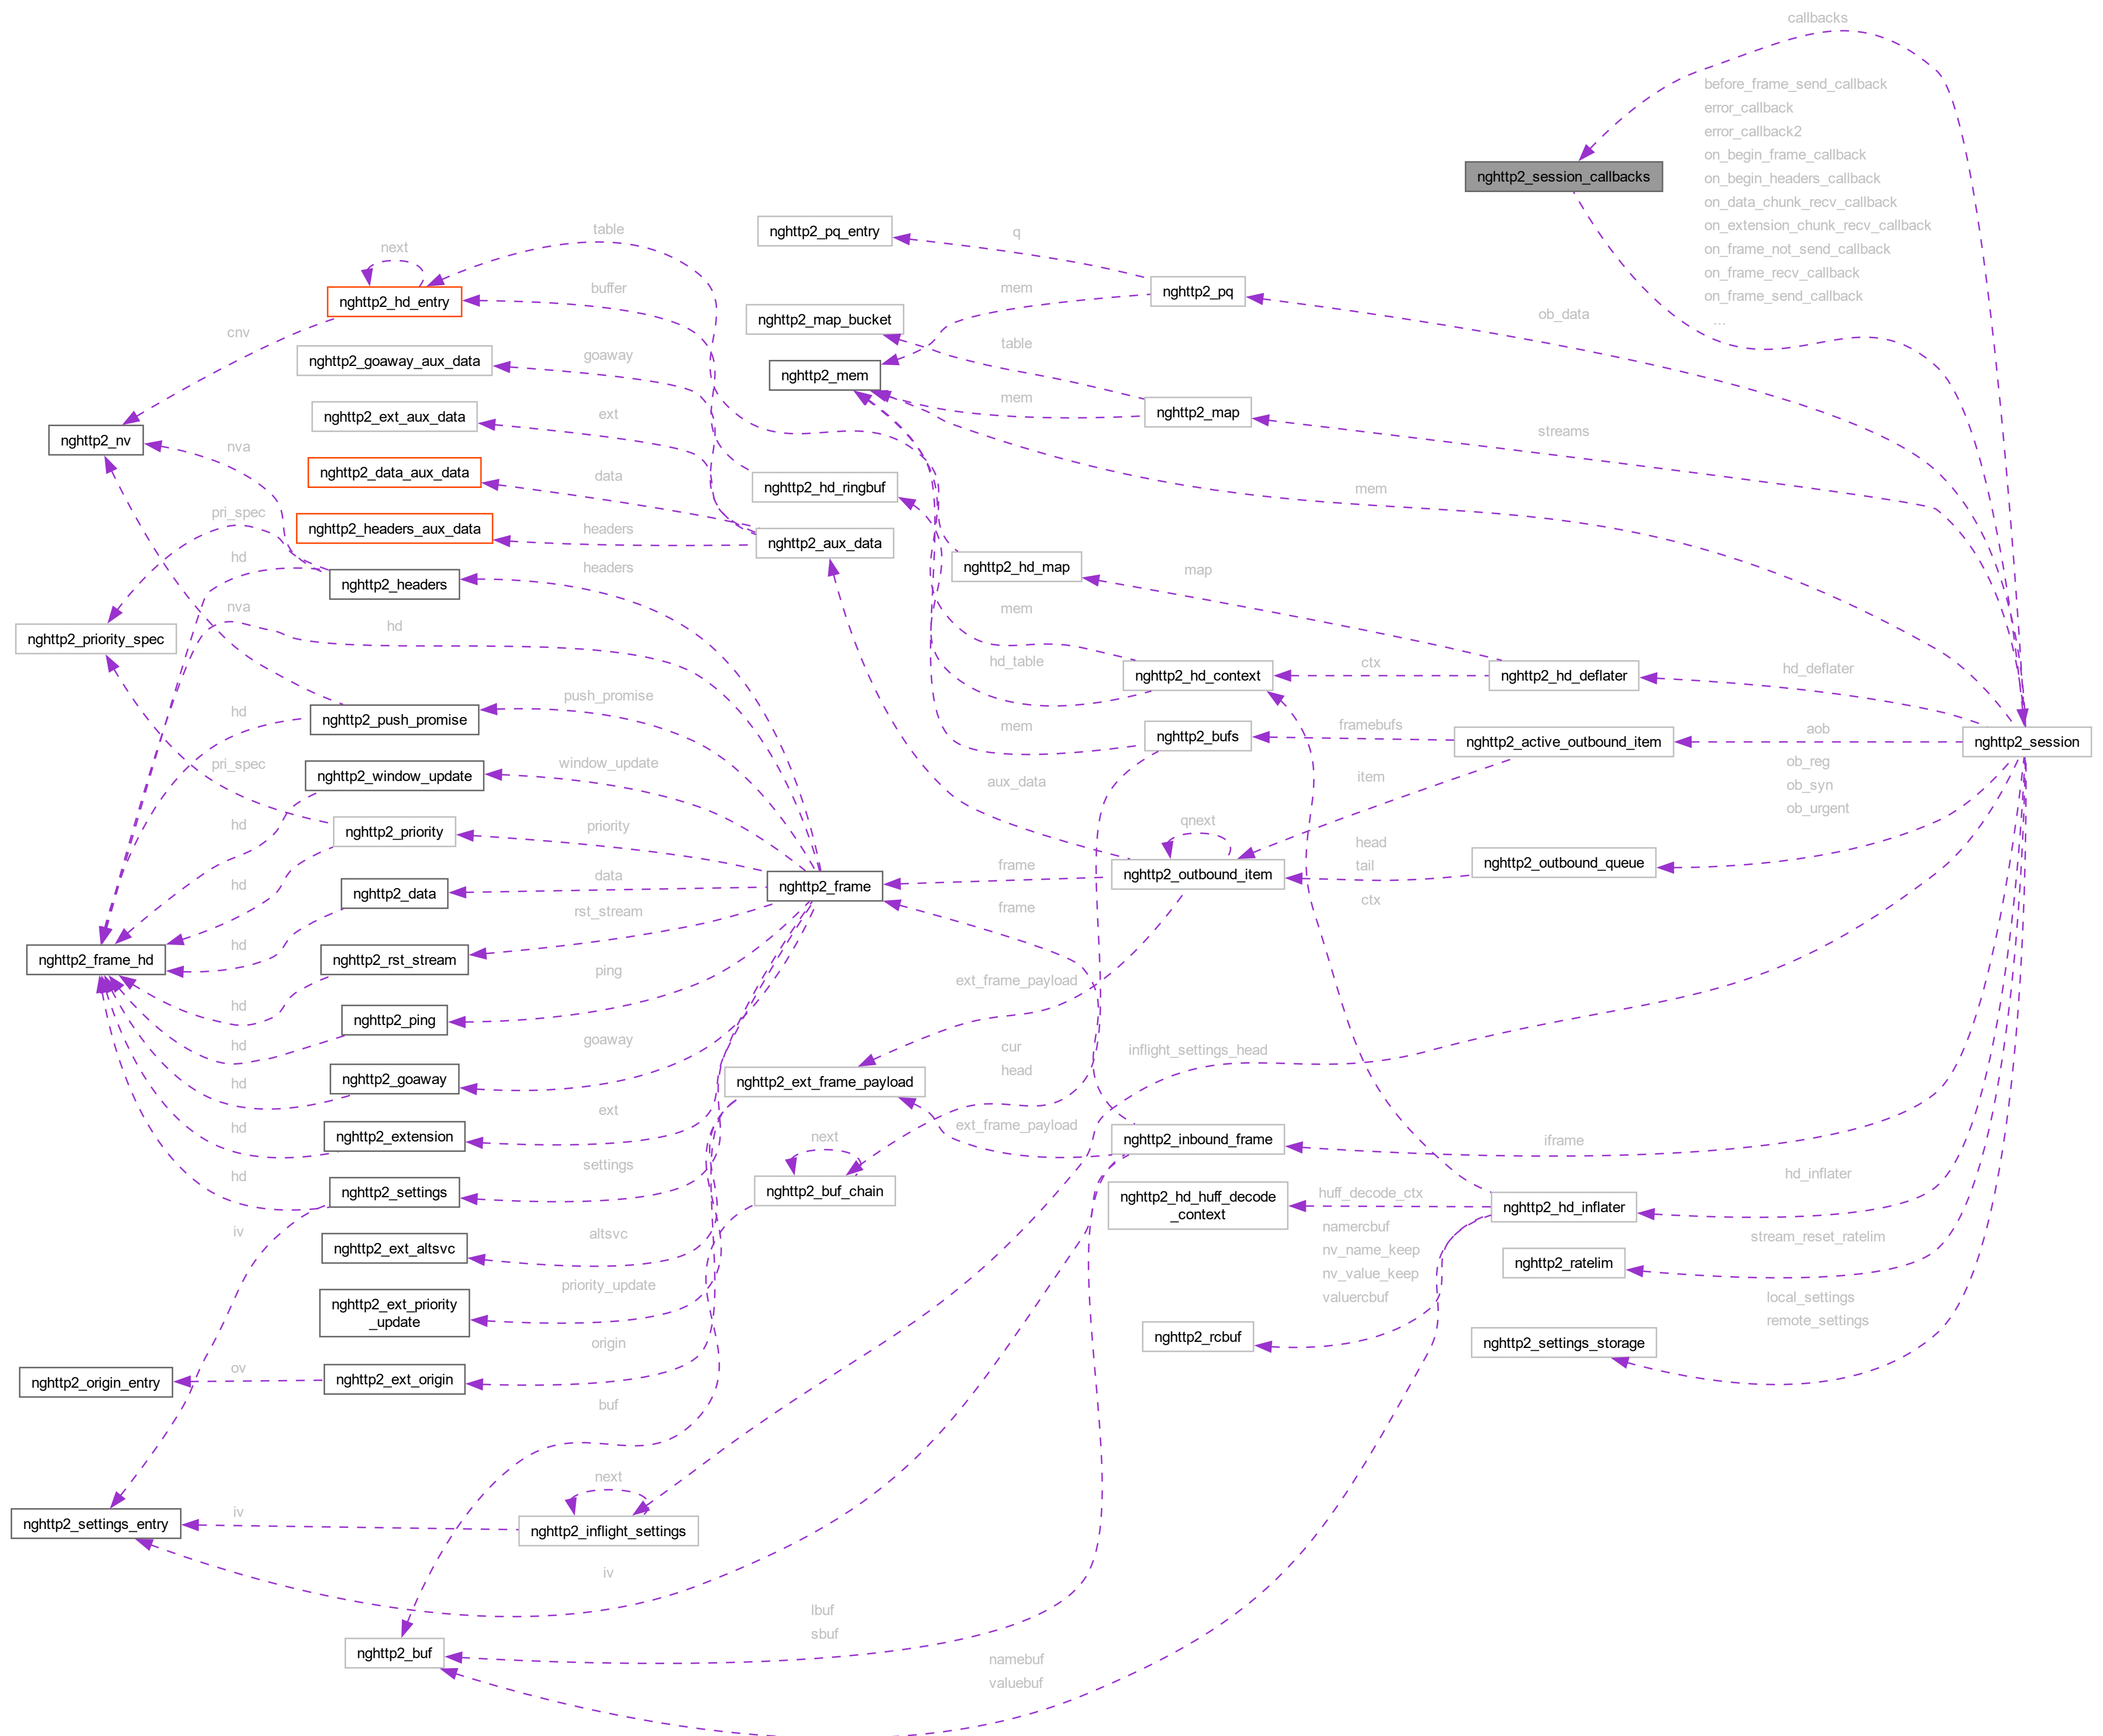 callbacks
before_frame_send_callback
error_callback
error_callback2
on_begin_frame_callback
on_begin_headers_callback
on_data_chunk_recv_callback
on_extension_chunk_recv_callback
on_frame_not_send_callback
on_frame_recv_callback
on_frame_send_callback
...
nghttp2_session_callbacks
table
nghttp2_pq_entry
q
next
buffer
mem
nghttp2_pq
nghttp2_hd_entry
ob_data
nghttp2_map_bucket
cnv
goaway
table
nghttp2_goaway_aux_data
nghttp2_mem
mem
nghttp2_map
ext
nghttp2_ext_aux_data
streams
nghttp2_nv
nva
nghttp2_data_aux_data
data
nghttp2_hd_ringbuf
mem
pri_spec
nghttp2_headers_aux_data
headers
nghttp2_aux_data
hd
headers
nghttp2_hd_map
map
nghttp2_headers
nva
hd
mem
nghttp2_priority_spec
hd_table
ctx
hd_deflater
nghttp2_hd_context
nghttp2_hd_deflater
push_promise
hd
nghttp2_push_promise
mem
framebufs
aob
nghttp2_bufs
nghttp2_active_outbound_item
nghttp2_session
pri_spec
window_update
nghttp2_window_update
aux_data
item
ob_reg
ob_syn
ob_urgent
hd
priority
nghttp2_priority
qnext
head
tail
nghttp2_outbound_queue
hd
data
frame
nghttp2_outbound_item
nghttp2_data
nghttp2_frame
frame
ctx
rst_stream
hd
nghttp2_frame_hd
nghttp2_rst_stream
ping
ext_frame_payload
hd
nghttp2_ping
hd
goaway
cur
head
inflight_settings_head
nghttp2_goaway
nghttp2_ext_frame_payload
hd
ext
hd
nghttp2_extension
next
ext_frame_payload
nghttp2_inbound_frame
iframe
hd
settings
hd_inflater
nghttp2_settings
nghttp2_buf_chain
nghttp2_hd_huff_decode
_context
huff_decode_ctx
nghttp2_hd_inflater
iv
altsvc
namercbuf
nv_name_keep
nv_value_keep
valuercbuf
stream_reset_ratelim
nghttp2_ext_altsvc
nghttp2_ratelim
priority_update
nghttp2_ext_priority
_update
local_settings
remote_settings
origin
nghttp2_rcbuf
nghttp2_settings_storage
ov
nghttp2_origin_entry
nghttp2_ext_origin
buf
next
iv
nghttp2_settings_entry
nghttp2_inflight_settings
iv
lbuf
sbuf
nghttp2_buf
namebuf
valuebuf